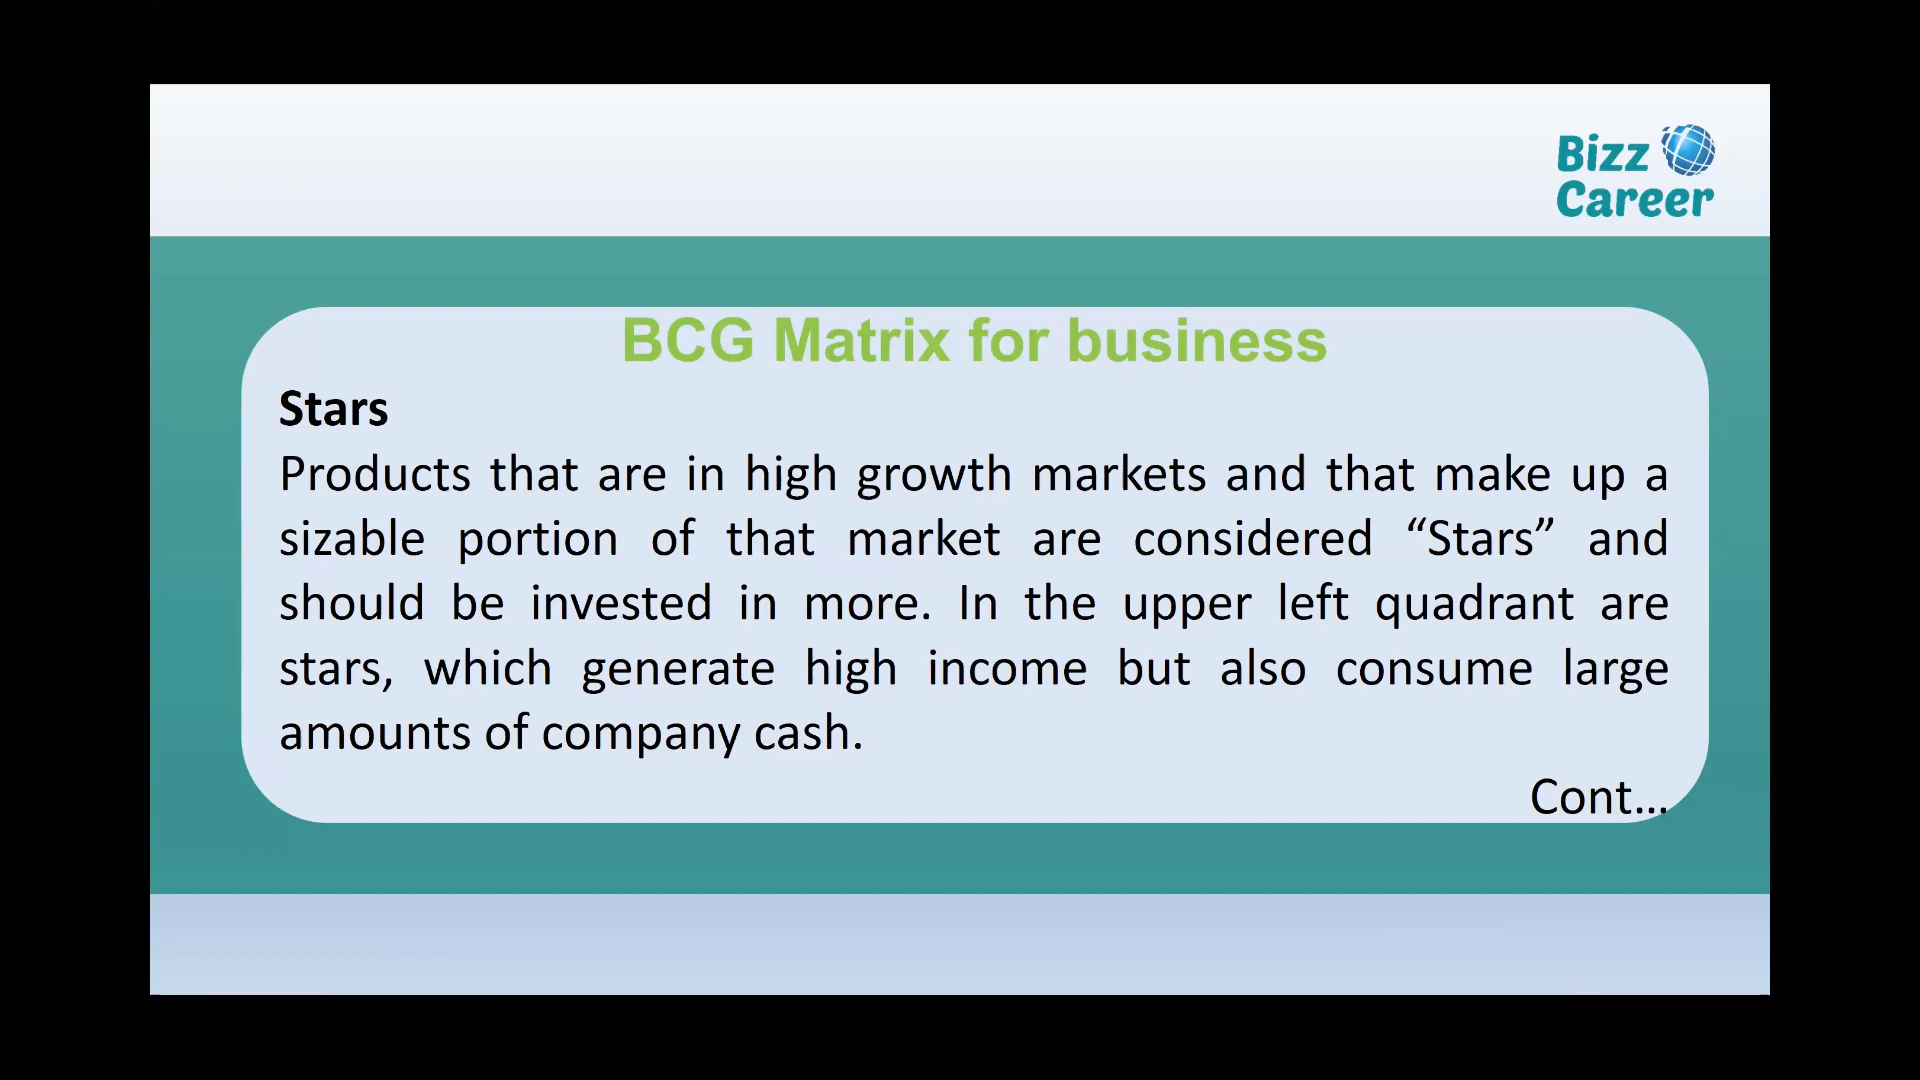 Bizz
Career
BCG Matrix for business
Stars
Products that are in high growth markets and that make up a
sizable portion of that market are considered “Stars” and
should be invested in more. In the upper left quadrant are
stars, which generate high income but also consume large
amounts of company cash.
Cont...